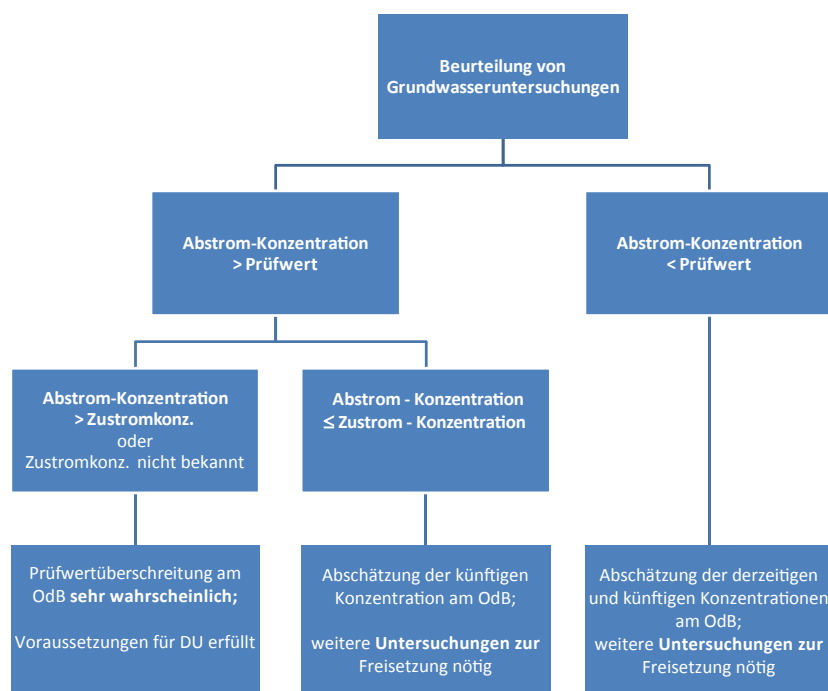 Beurteilung von
Grundwasseruntersuchungen
Abstrom-Konzentration
> Prüfwert
Abstrom-Konzentration
< Prüfwert
Abstrom-Konzentration
> Zustromkonz.
oder
Zustromkonz. nicht bekannt
Abstrom - Konzentration
≤ Zustrom - Konzentration
Prüfwertüberschreitung am
OdB sehr wahrscheinlich;
Voraussetzungen für DU erfüllt
Abschätzung der künftigen
Konzentration am OdB;
weitere Untersuchungen zur
Freisetzung nötig
Abschätzung der derzeitigen
und künftigen Konzentrationen
am OdB;
weitere Untersuchungen zur
Freisetzung nötig